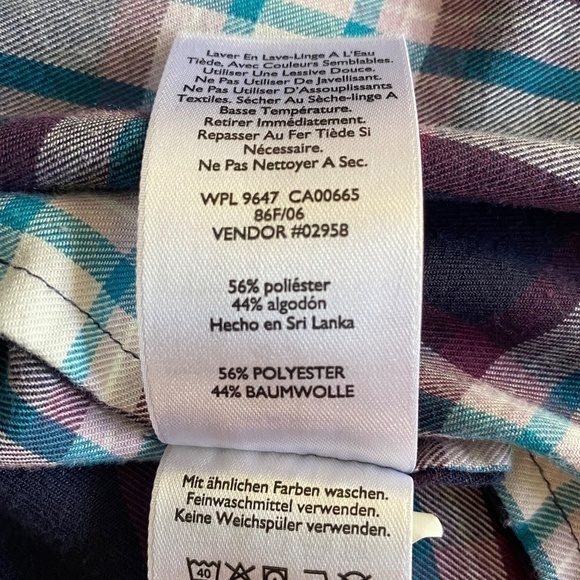 Laver En Lave-Linge A L'Eau
Tiède, Avec Couleurs Semblables.
Utiliser Une Lessive Douce.
Ne Pas Utiliser De Javellisant.
Ne Pas Utiliser D'Assouplissants
Textiles. Sécher Au Sèche-linge A
Basse Température.
Retirer Immédiatement.
Repasser Au Fer Tiède Si
Nécessaire.
Ne Pas Nettoyer A Sec.
WPL 9647 CA00665
86F/06
VENDOR #02958
56% poliéster
44% algodón
Hecho en Sri Lanka
56% POLYESTER
44% BAUMWOLLE
Mit ähnlichen Farben waschen.
Feinwaschmittel verwenden.
Keine Weichspüler verwenden.
40